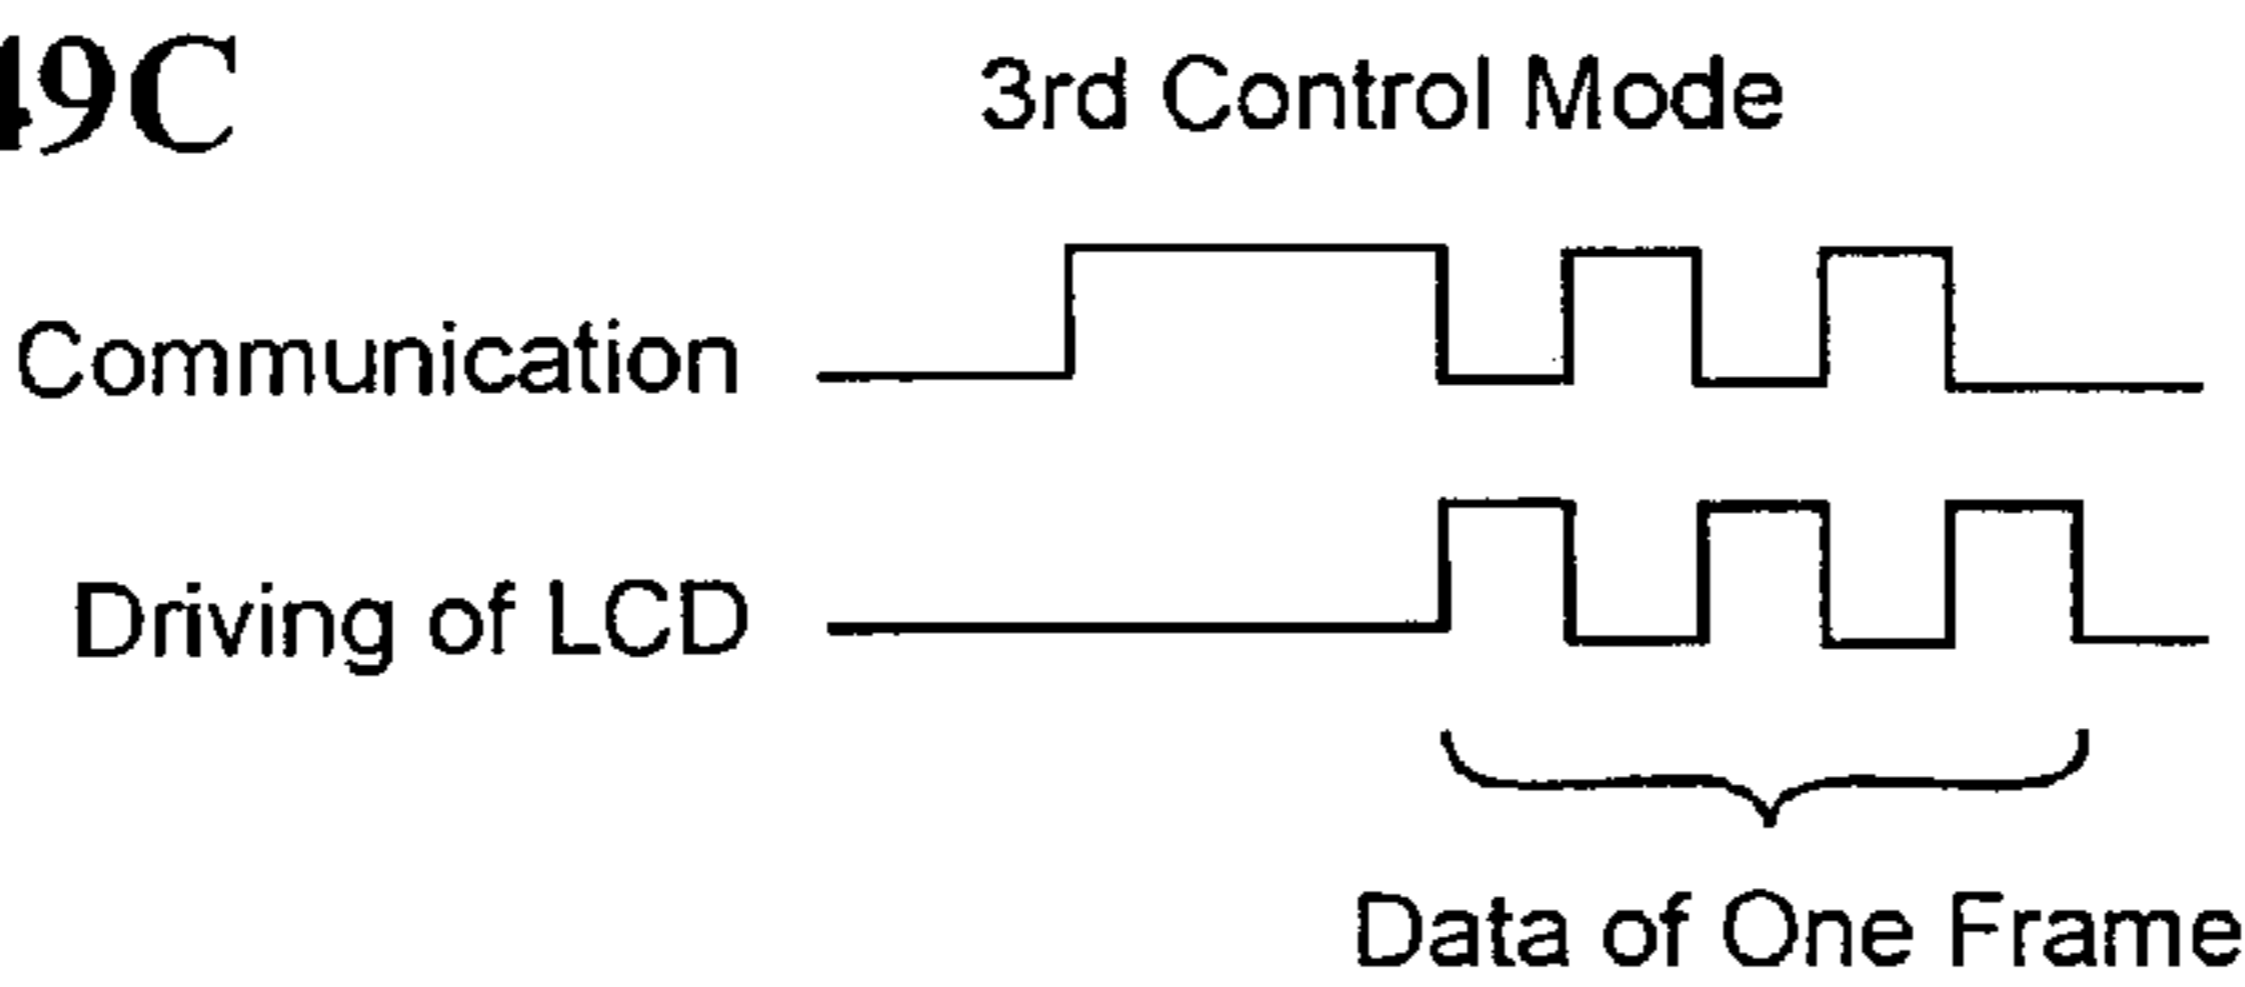 49C
3rd Control Mode
Communication
Driving of LCD
Data of One Frame